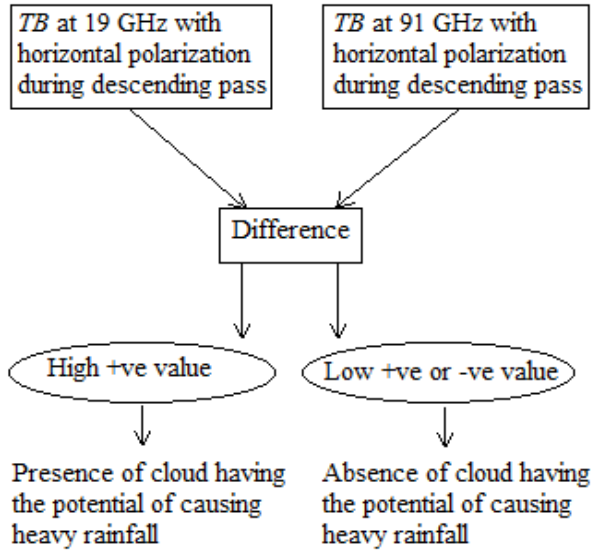 TB at 19 GHz with
horizontal polarization
during descending pass
TB at 91 GHz with
horizontal polarization
during descending pass
Difference
High +ve value
Low +ve or -ve value
Presence of cloud having
the potential of causing
heavy rainfall
Absence of cloud having
the potential of causing
heavy rainfall